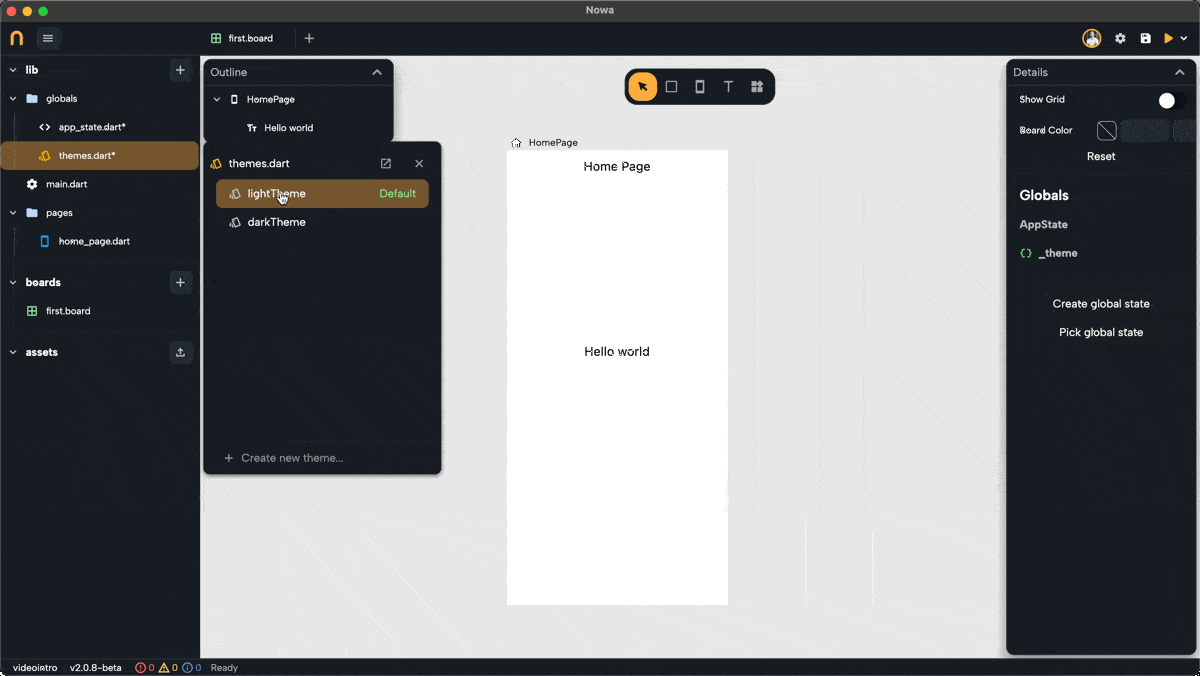 Nowa
first.board
lib
globals
app_state.dart*
themes.dart*
main.dart
pages
home_page.dart
boards
first.board
assets
Outline
HomePage
Tт Hello world
themes.dart
lightTheme Default
darkTheme
+ Create new theme...
T
HomePage
Home Page
Hello world
Details
Show Grid
Board Color
Reset
Globals
AppState
{} _theme
Create global state
Pick global state
videointro v2.0.8-beta 0 0 0 Ready